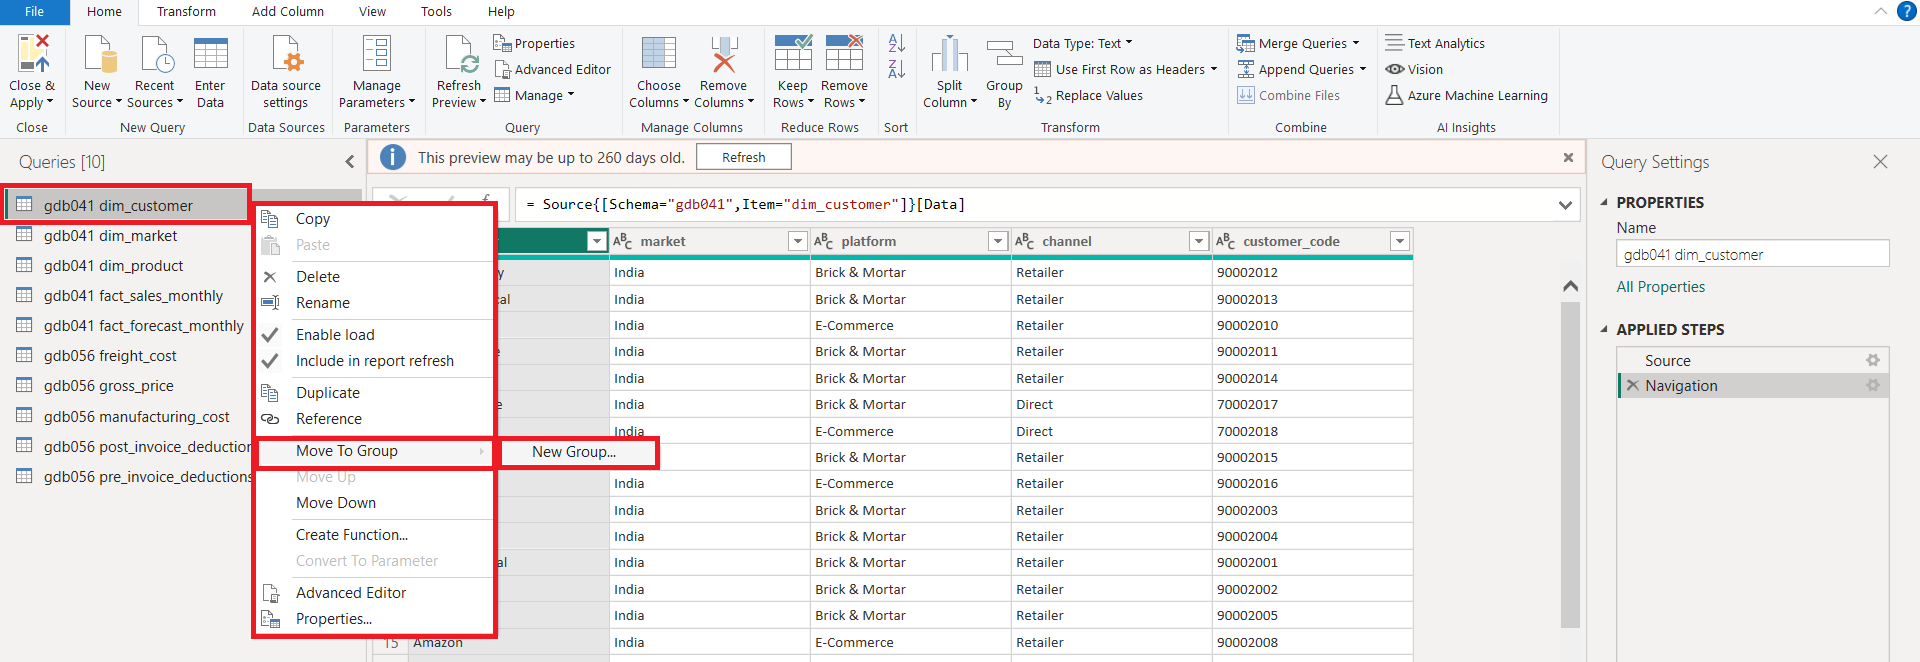 File Home Transform Add Column View Tools Help
Close & Apply
New Source
Recent Sources
Enter Data
Data source settings
Manage Parameters
Refresh Preview
Properties
Advanced Editor
Manage
Choose Columns
Remove Columns
Keep Rows
Remove Rows
Split Column
Group By
Data Type: Text
Use First Row as Headers
Replace Values
Merge Queries
Append Queries
Combine Files
Text Analytics
Vision
Azure Machine Learning
Close New Query Data Sources Parameters Query Manage Columns Reduce Rows Sort Transform Combine AI Insights
Queries [10]
gdb041 dim_customer
gdb041 dim_market
gdb041 dim_product
gdb041 fact_sales_monthly
gdb041 fact_forecast_monthly
gdb056 freight_cost
gdb056 gross_price
gdb056 manufacturing_cost
gdb056 post_invoice_deduction
gdb056 pre_invoice_deductions
Copy
Paste
Delete
Rename
Enable load
Include in report refresh
Duplicate
Reference
Move To Group
New Group...
Move Up
Move Down
Create Function...
Convert To Parameter
Advanced Editor
Properties...
This preview may be up to 260 days old. Refresh
= Source{[Schema="gdb041",Item="dim_customer"]}[Data]
ABC market ABC platform ABC channel ABC customer_code
y India Brick & Mortar Retailer 90002012
al India Brick & Mortar Retailer 90002013
India E-Commerce Retailer 90002010
e India Brick & Mortar Retailer 90002011
India Brick & Mortar Retailer 90002014
e India Brick & Mortar Direct 70002017
India E-Commerce Direct 70002018
India Brick & Mortar Retailer 90002015
India E-Commerce Retailer 90002016
India Brick & Mortar Retailer 90002003
India Brick & Mortar Retailer 90002004
al India Brick & Mortar Retailer 90002001
India Brick & Mortar Retailer 90002002
India Brick & Mortar Retailer 90002005
15 Amazon India E-Commerce Retailer 90002008
Query Settings
PROPERTIES
Name
gdb041 dim_customer
All Properties
APPLIED STEPS
Source
Navigation